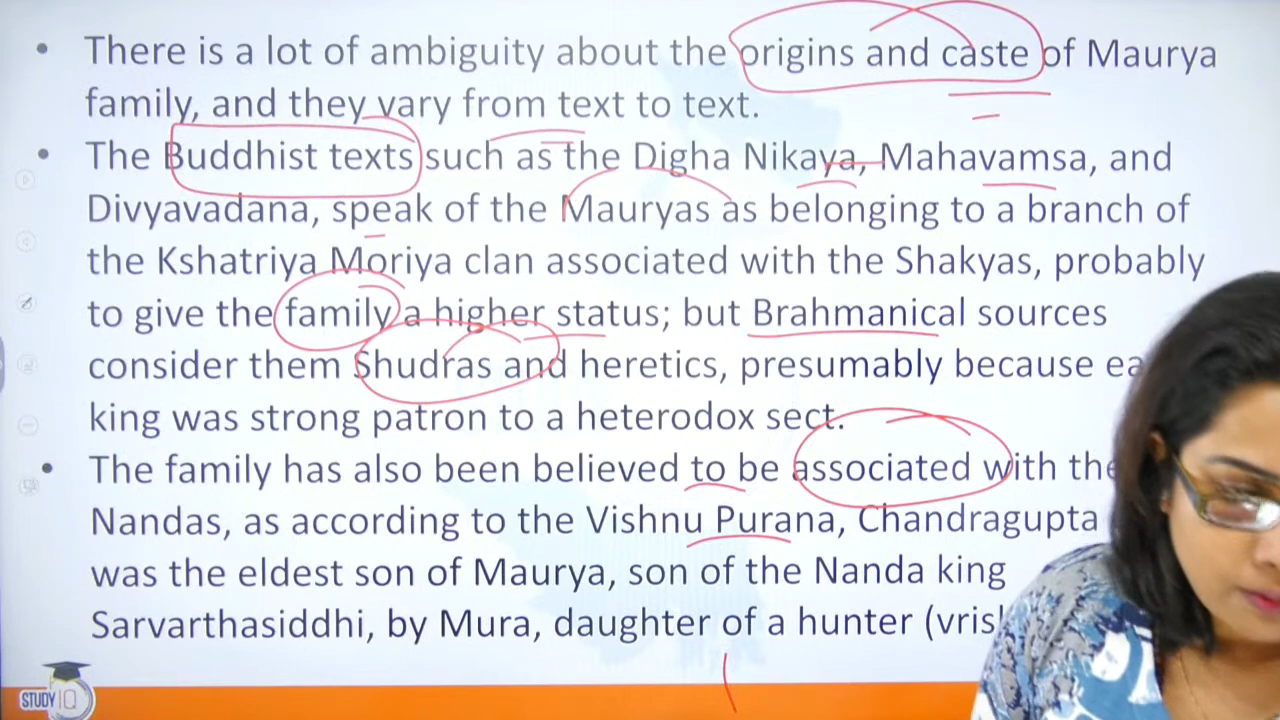 • There is a lot of ambiguity about the origins and caste of Maurya
family, and they vary from text to text.
• The Buddhist texts such as the Digha Nikaya, Mahavamsa, and
Divyavadana, speak of the Mauryas as belonging to a branch of
the Kshatriya Moriya clan associated with the Shakyas, probably
to give the family a higher status; but Brahmanical sources
consider them Shudras and heretics, presumably because
king was strong patron to a heterodox sect.
• The family has also been believed to be associated with the
Nandas, as according to the Vishnu Purana, Chandragupta
was the eldest son of Maurya, son of the Nanda king
Sarvarthasiddhi, by Mura, daughter of a hunter
STUDY IQ